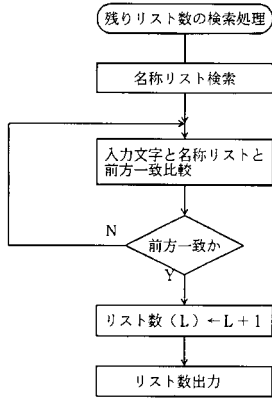 残りリスト数の検索処理
名称リスト検索
入力文字と名称リストと
前方一致比較
N
前方一致か
Y
リスト数（L）←L＋1
リスト数出力